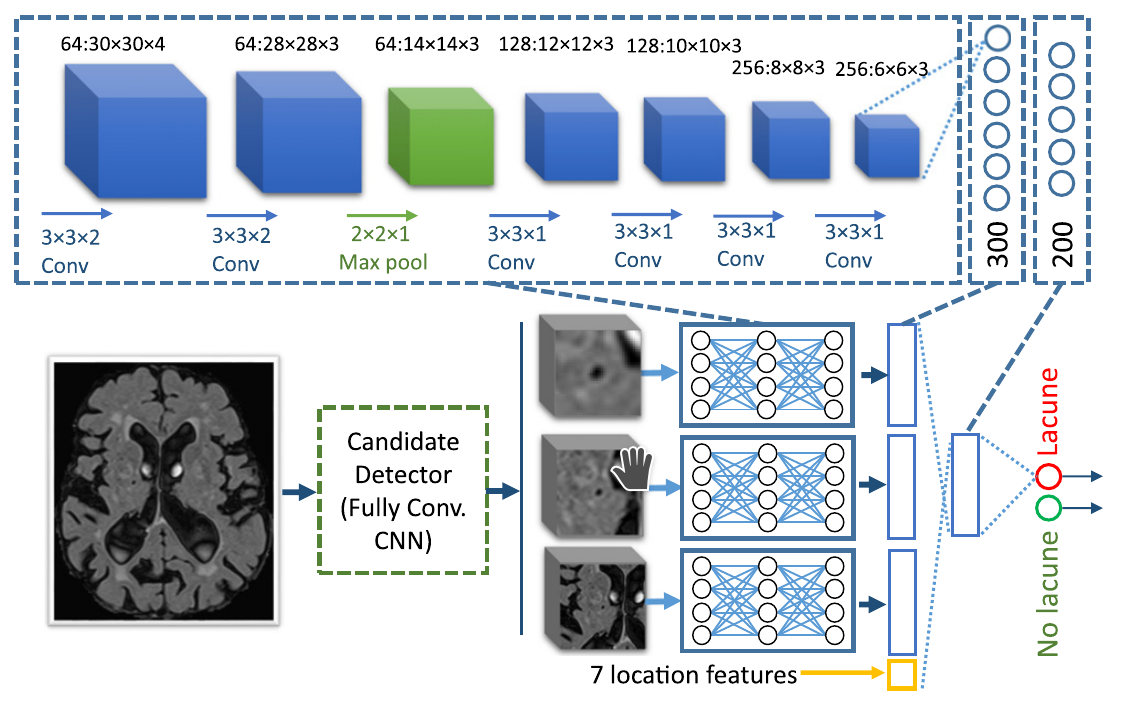 64:30×30×4
64:28×28×3
64:14×14×3
128:12×12×3
128:10×10×3
256:8×8×3
256:6×6×3
3×3×2
Conv
3×3×2
Conv
2×2×1
Max pool
3×3×1
Conv
3×3×1
Conv
3×3×1
Conv
3×3×1
Conv
300
200
Candidate
Detector
(Fully Conv.
CNN)
7 location features
Lacune
No lacune